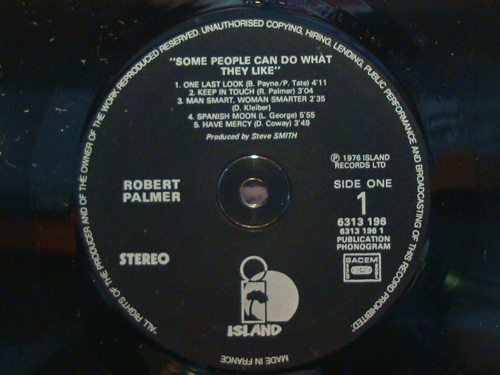 "ALL RIGHTS OF THE PRODUCER AND OF THE OWNER OF THE WORK REPRODUCED RESERVED. UNAUTHORISED COPYING, HIRING, LENDING, PUBLIC PERFORMANCE AND BROADCASTING OF THIS RECORD PROHIBITED".
"SOME PEOPLE CAN DO WHAT
THEY LIKE"
1. ONE LAST LOOK (B. Payne/P. Tate) 4'11
2. KEEP IN TOUCH (R. Palmer) 3'04
3. MAN SMART, WOMAN SMARTER 2'35
(D. Kleiber)
4. SPANISH MOON (L. George) 5'55
5. HAVE MERCY (D. Coway) 3'49
Produced by Steve SMITH
ROBERT
PALMER
STEREO
℗ 1976 ISLAND
RECORDS LTD
SIDE ONE
1
6313 196
6313 196 1
PUBLICATION
PHONOGRAM
SACEM
ISLAND
MADE IN FRANCE